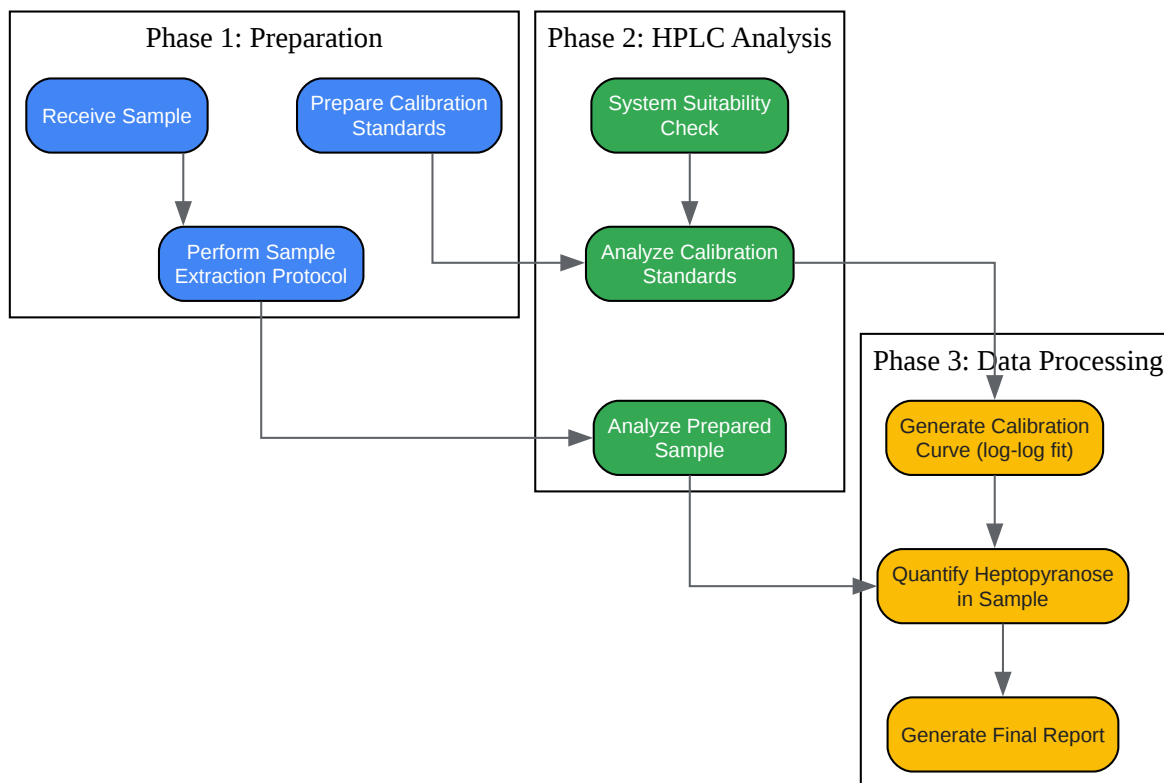 Phase 1: Preparation
Receive Sample
Prepare Calibration
Standards
Perform Sample
Extraction Protocol
Phase 2: HPLC Analysis
System Suitability
Check
Analyze Calibration
Standards
Analyze Prepared
Sample
Phase 3: Data Processing
Generate Calibration
Curve (log-log fit)
Quantify Heptopyranose
in Sample
Generate Final Report